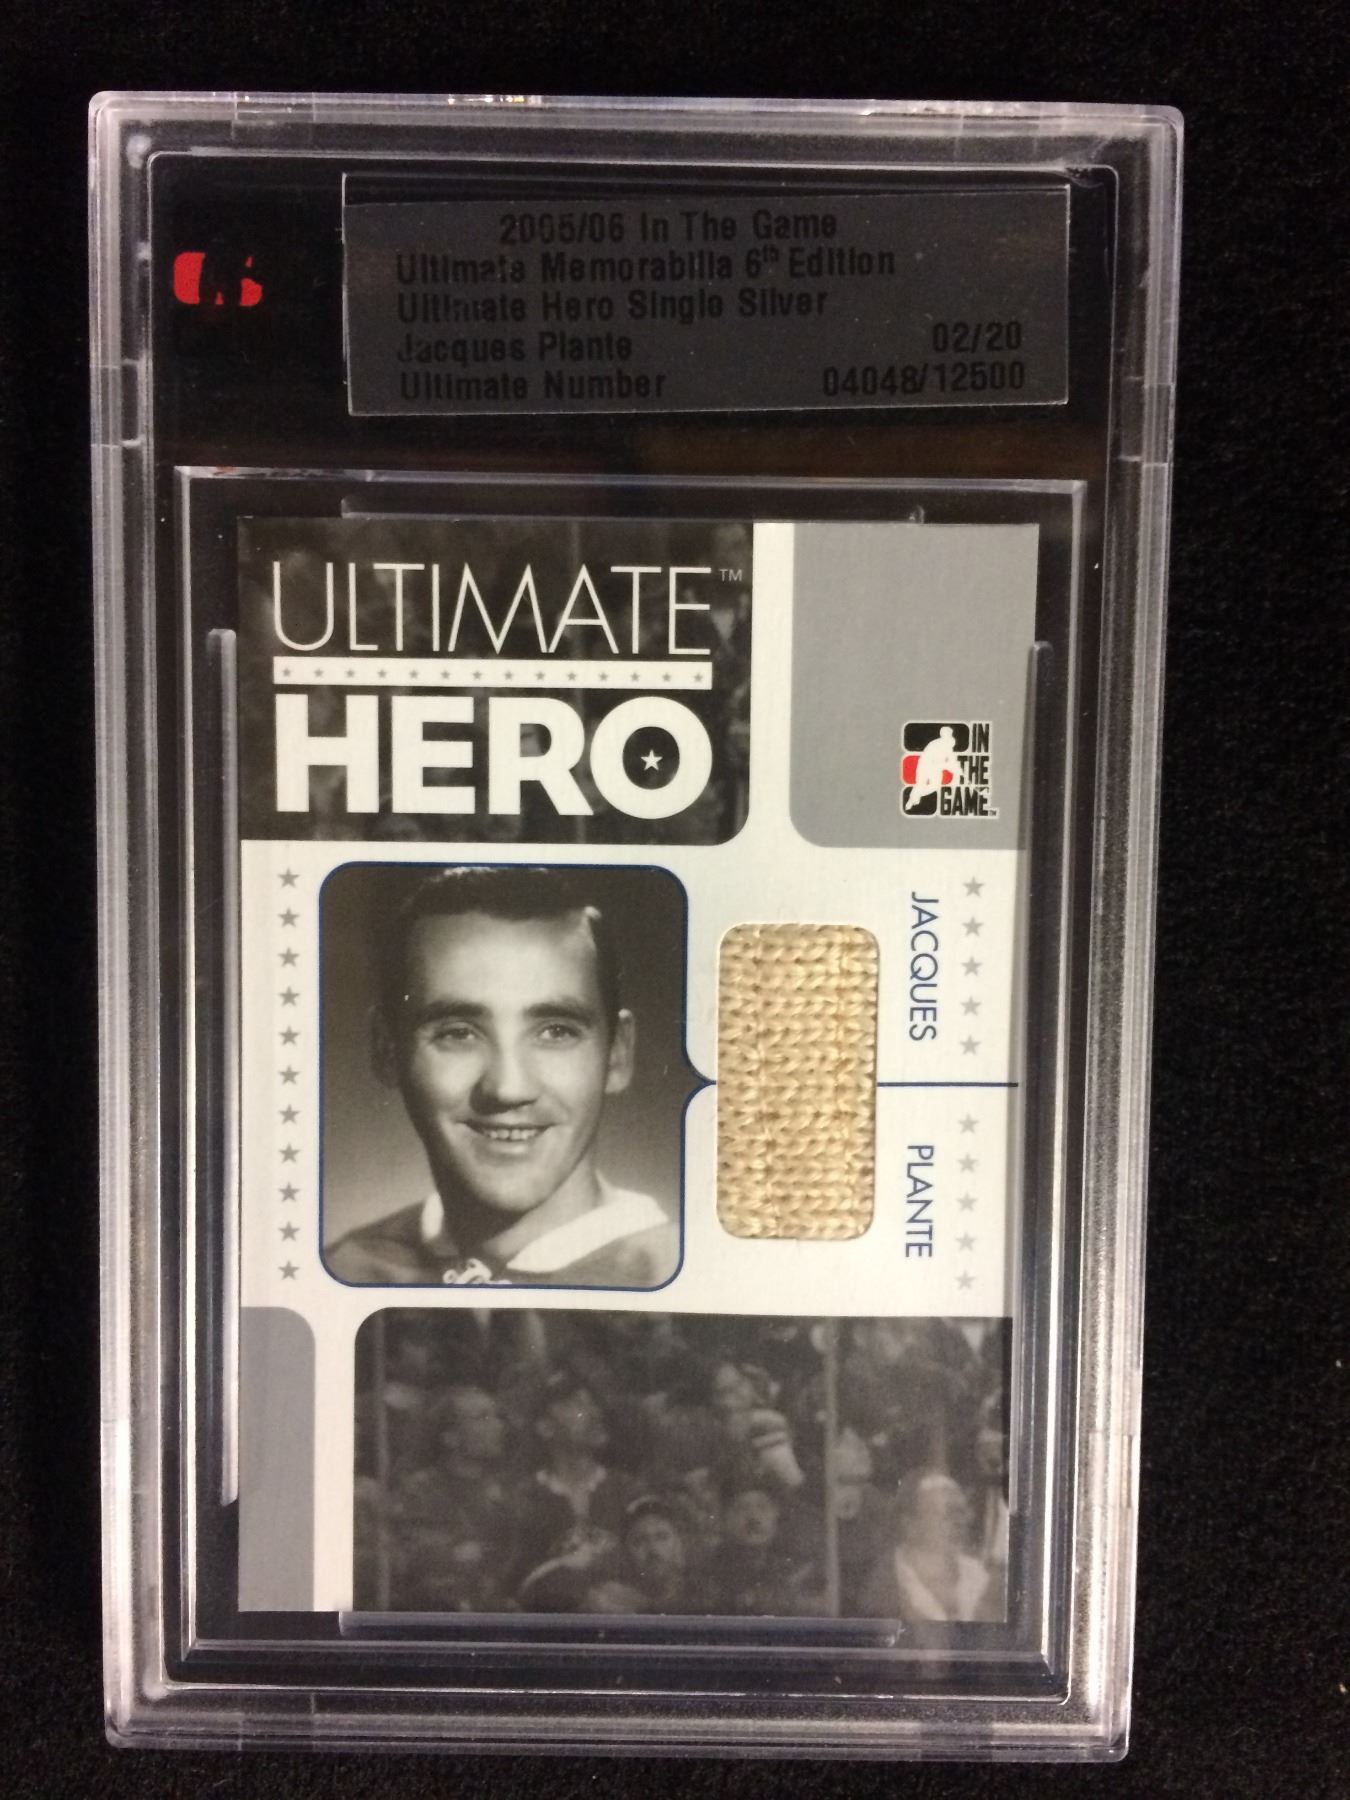 2005/06 In The Game
Ultimate Memorabilia 6th Edition
Ultimate Hero Single Silver
Jacques Plante 02/20
Ultimate Number 04048/12500
ULTIMATE™
HERO
IN
THE
GAME™
JACQUES
PLANTE